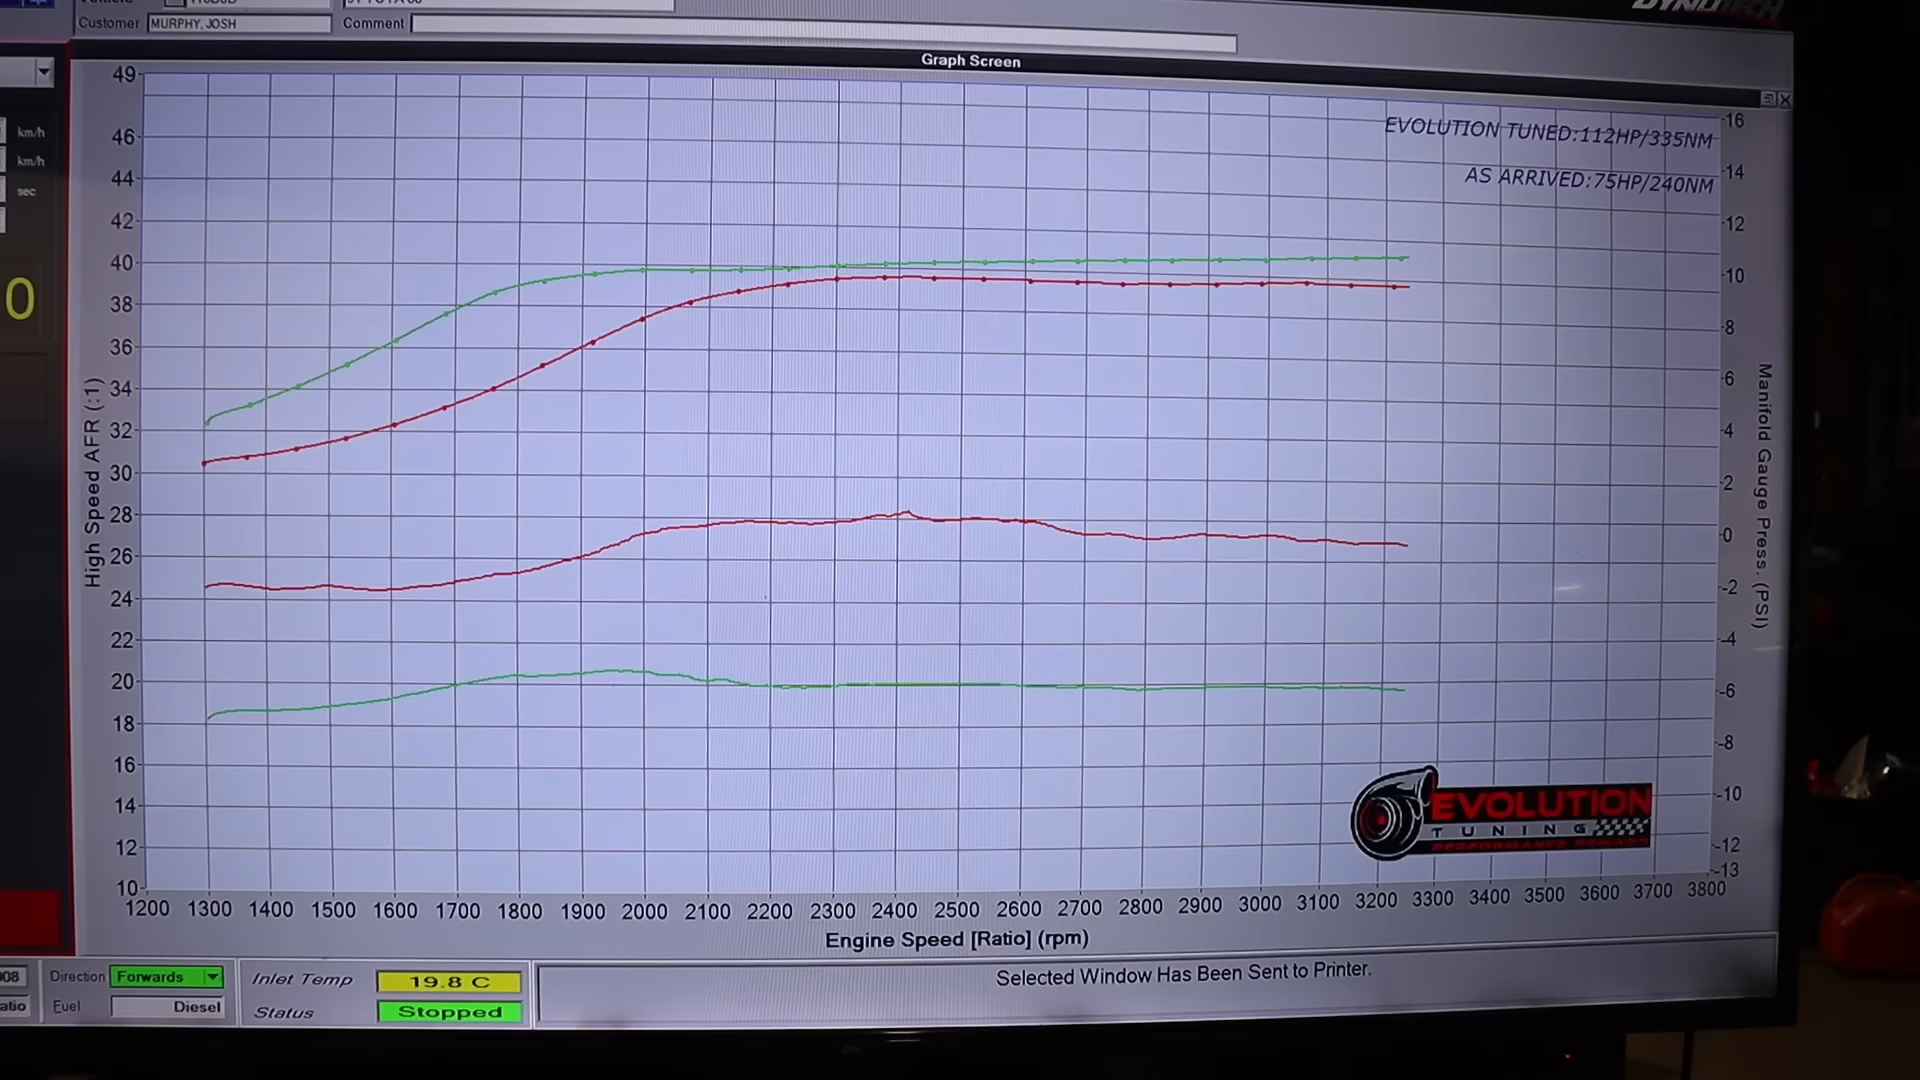 Customer MURPHY, JOSH Comment
Graph Screen
km/h
km/h
sec
0
EVOLUTION TUNED:112HP/335NM
AS ARRIVED:75HP/240NM
High Speed AFR (:1)
49
46
44
42
40
38
36
34
32
30
28
26
24
22
20
18
16
14
12
10
16
14
12
10
8
6
4
2
0
-2
-4
-6
-8
-10
-12
-13
Manifold Gauge Press. (PSI)
EVOLUTION
TUNING
1200 1300 1400 1500 1600 1700 1800 1900 2000 2100 2200 2300 2400 2500 2600 2700 2800 2900 3000 3100 3200 3300 3400 3500 3600 3700 3800
Engine Speed [Ratio] (rpm)
Direction Forwards
Fuel Diesel
Inlet Temp 19.8 C
Status Stopped
Selected Window Has Been Sent to Printer.